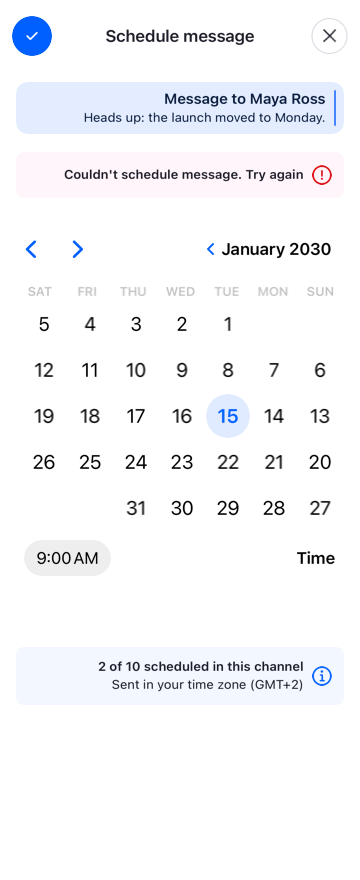 Schedule message
Message to Maya Ross
Heads up: the launch moved to Monday.
Couldn't schedule message. Try again
January 2030
SAT FRI THU WED TUE MON SUN
5 4 3 2 1
12 11 10 9 8 7 6
19 18 17 16 15 14 13
26 25 24 23 22 21 20
31 30 29 28 27
9:00 AM Time
2 of 10 scheduled in this channel
Sent in your time zone (GMT+2)